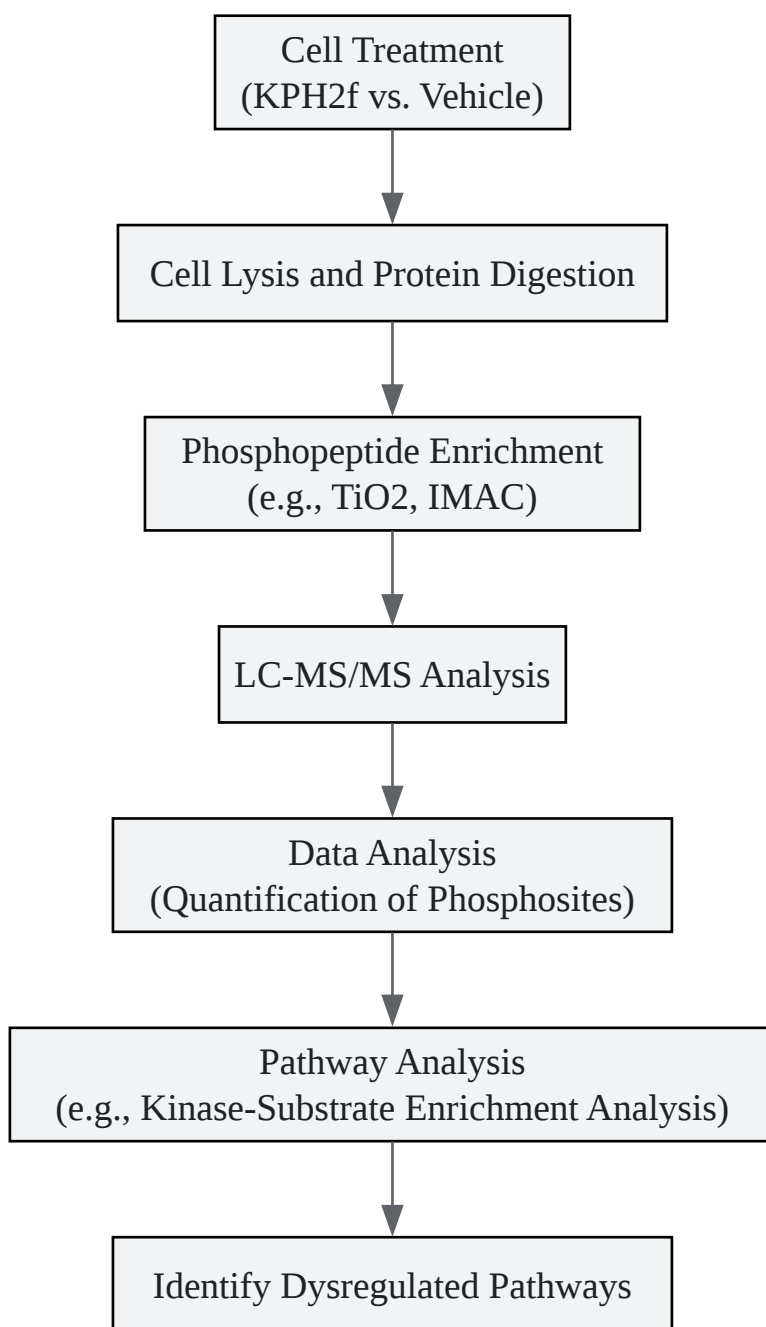 Cell Treatment
(KPH2f vs. Vehicle)
Cell Lysis and Protein Digestion
Phosphopeptide Enrichment
(e.g., TiO2, IMAC)
LC-MS/MS Analysis
Data Analysis
(Quantification of Phosphosites)
Pathway Analysis
(e.g., Kinase-Substrate Enrichment Analysis)
Identify Dysregulated Pathways